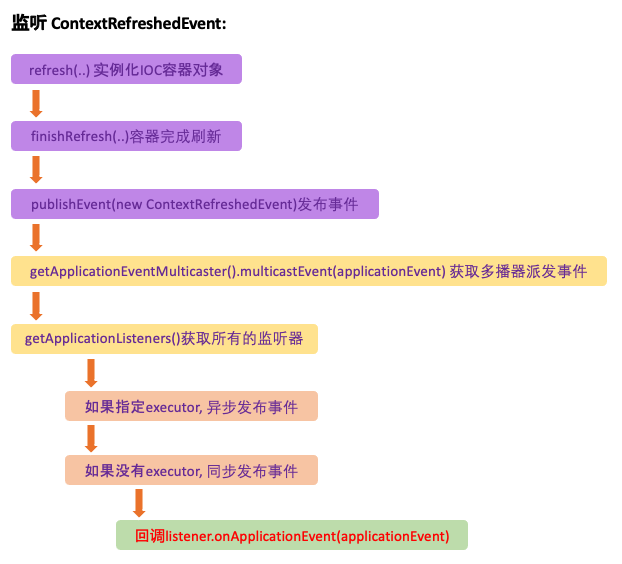 监听 ContextRefreshedEvent:
refresh(..) 实例化IOC容器对象
finishRefresh(..)容器完成刷新
publishEvent(new ContextRefreshedEvent)发布事件
getApplicationEventMulticaster().multicastEvent(applicationEvent) 获取多播器派发事件
getApplicationListeners()获取所有的监听器
如果指定executor, 异步发布事件
如果没有executor, 同步发布事件
回调listener.onApplicationEvent(applicationEvent)